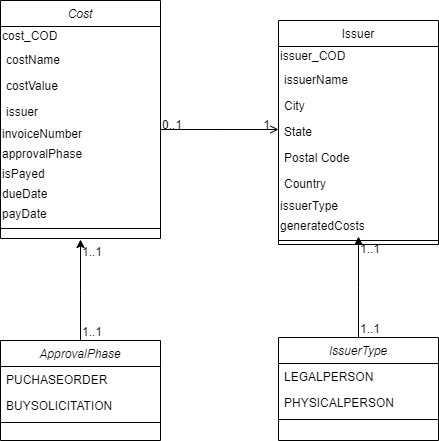 Cost
cost_COD
costName
costValue
issuer
invoiceNumber
approvalPhase
isPayed
dueDate
payDate
0..1
1
Issuer
issuer_COD
issuerName
City
State
Postal Code
Country
issuerType
generatedCosts
1..1
1..1
ApprovalPhase
PUCHASEORDER
BUYSOLICITATION
1..1
1..1
IssuerType
LEGALPERSON
PHYSICALPERSON